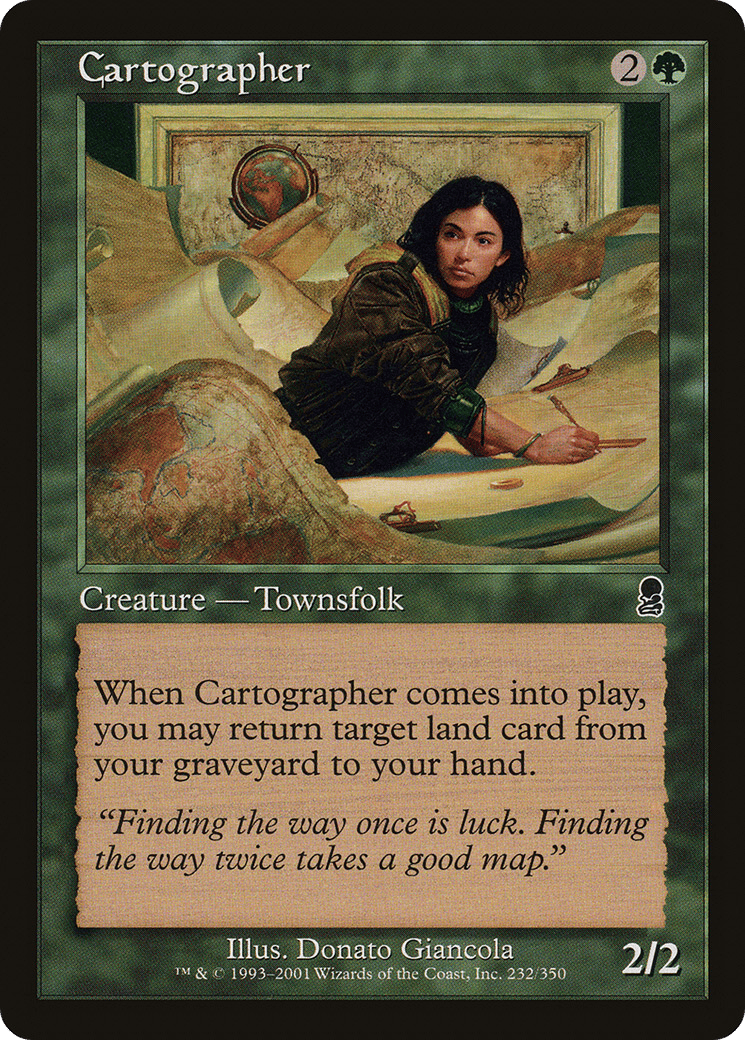 Cartographer 2
Creature — Townsfolk
When Cartographer comes into play,
you may return target land card from
your graveyard to your hand.
“Finding the way once is luck. Finding
the way twice takes a good map.”
Illus. Donato Giancola
™ & © 1993–2001 Wizards of the Coast, Inc. 232/350
2/2